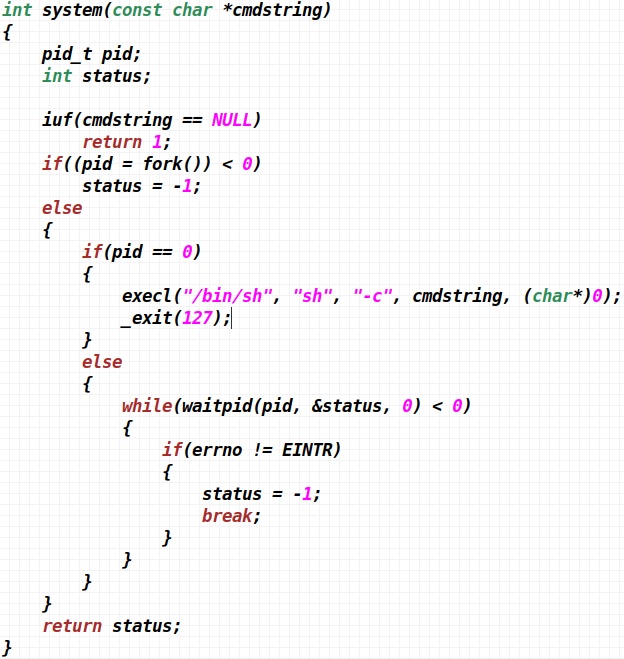 int system(const char *cmdstring)
{
    pid_t pid;
    int status;

    iuf(cmdstring == NULL)
        return 1;
    if((pid = fork()) < 0)
        status = -1;
    else
    {
        if(pid == 0)
        {
            execl("/bin/sh", "sh", "-c", cmdstring, (char*)0);
            _exit(127);
        }
        else
        {
            while(waitpid(pid, &status, 0) < 0)
            {
                if(errno != EINTR)
                {
                    status = -1;
                    break;
                }
            }
        }
    }
    return status;
}